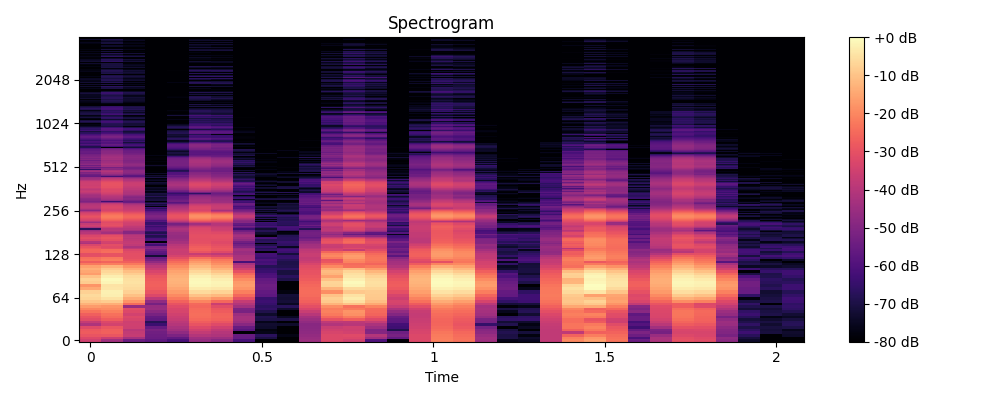 Spectrogram
Hz
2048
1024
512
256
128
64
0
0
0.5
1
1.5
2
Time
+0 dB
-10 dB
-20 dB
-30 dB
-40 dB
-50 dB
-60 dB
-70 dB
-80 dB